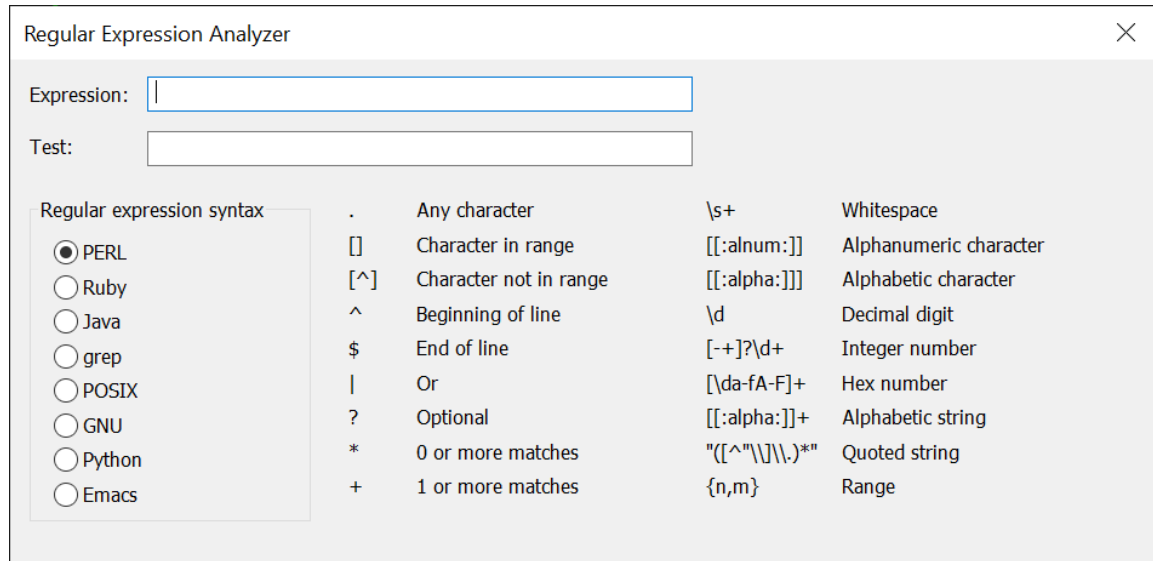 Regular Expression Analyzer
Expression:
Test:
Regular expression syntax
PERL
Ruby
Java
grep
POSIX
GNU
Python
Emacs
. Any character \s+ Whitespace
[] Character in range [[:alnum:]] Alphanumeric character
[^] Character not in range [[:alpha:]]] Alphabetic character
^ Beginning of line \d Decimal digit
$ End of line [-+]?\d+ Integer number
| Or [\da-fA-F]+ Hex number
? Optional [[:alpha:]]+ Alphabetic string
* 0 or more matches "([^"\\]\\.)*" Quoted string
+ 1 or more matches {n,m} Range